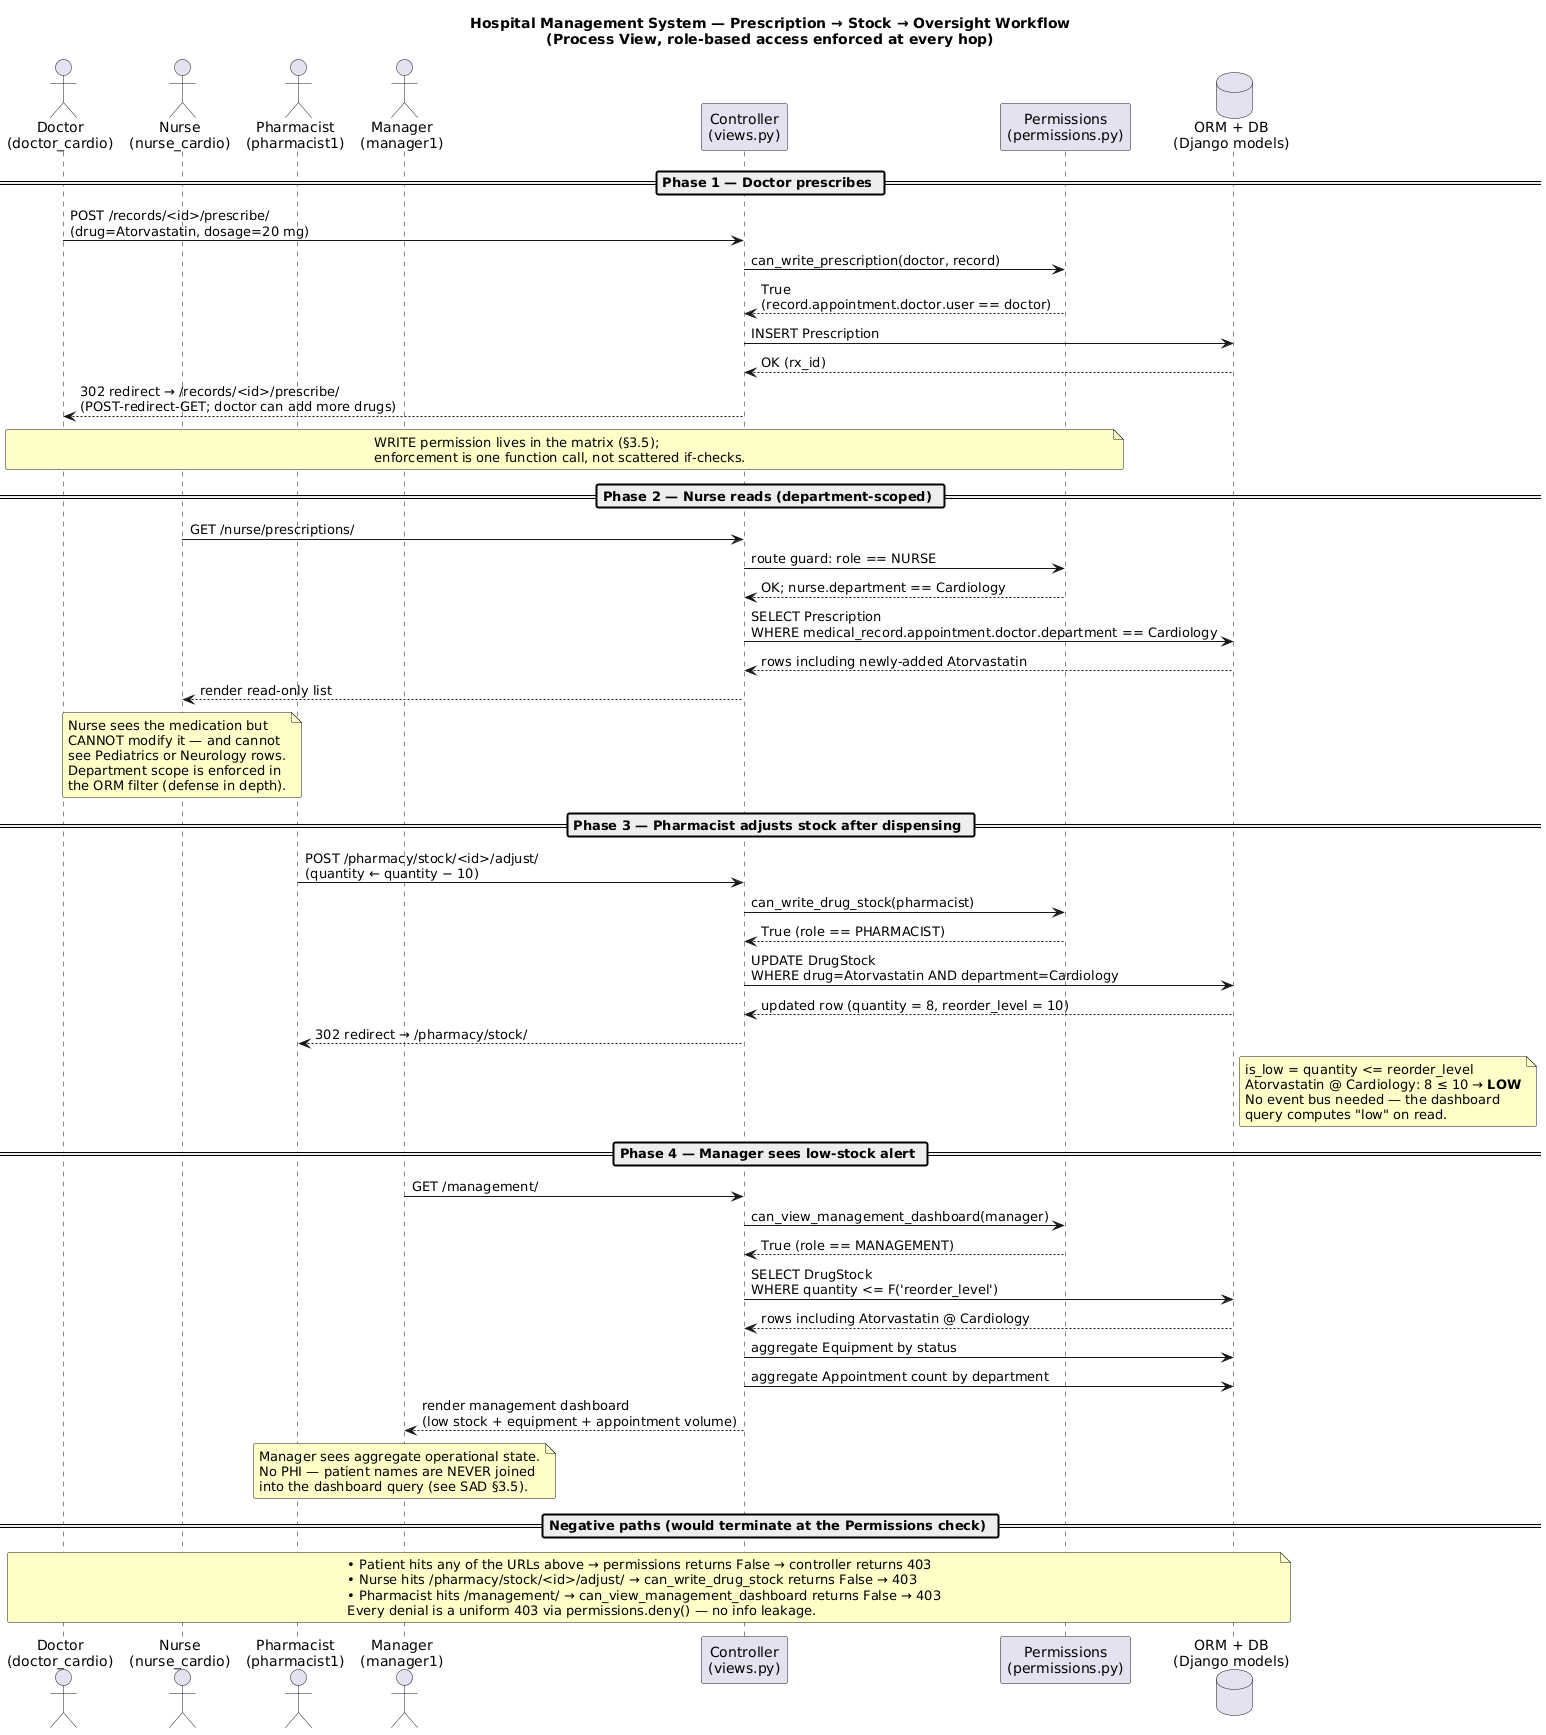 Hospital Management System — Prescription → Stock → Oversight Workflow
(Process View, role-based access enforced at every hop)
Doctor
(doctor_cardio)
Nurse
(nurse_cardio)
Pharmacist
(pharmacist1)
Manager
(manager1)
Controller
(views.py)
Permissions
(permissions.py)
ORM + DB
(Django models)
Phase 1 — Doctor prescribes
POST /records/<id>/prescribe/
(drug=Atorvastatin, dosage=20 mg)
can_write_prescription(doctor, record)
True
(record.appointment.doctor.user == doctor)
INSERT Prescription
OK (rx_id)
302 redirect → /records/<id>/prescribe/
(POST-redirect-GET; doctor can add more drugs)
WRITE permission lives in the matrix (§3.5);
enforcement is one function call, not scattered if-checks.
Phase 2 — Nurse reads (department-scoped)
GET /nurse/prescriptions/
route guard: role == NURSE
OK; nurse.department == Cardiology
SELECT Prescription
WHERE medical_record.appointment.doctor.department == Cardiology
rows including newly-added Atorvastatin
render read-only list
Nurse sees the medication but
CANNOT modify it — and cannot
see Pediatrics or Neurology rows.
Department scope is enforced in
the ORM filter (defense in depth).
Phase 3 — Pharmacist adjusts stock after dispensing
POST /pharmacy/stock/<id>/adjust/
(quantity ← quantity − 10)
can_write_drug_stock(pharmacist)
True (role == PHARMACIST)
UPDATE DrugStock
WHERE drug=Atorvastatin AND department=Cardiology
updated row (quantity = 8, reorder_level = 10)
302 redirect → /pharmacy/stock/
is_low = quantity <= reorder_level
Atorvastatin @ Cardiology: 8 ≤ 10 → LOW
No event bus needed — the dashboard
query computes "low" on read.
Phase 4 — Manager sees low-stock alert
GET /management/
can_view_management_dashboard(manager)
True (role == MANAGEMENT)
SELECT DrugStock
WHERE quantity <= F('reorder_level')
rows including Atorvastatin @ Cardiology
aggregate Equipment by status
aggregate Appointment count by department
render management dashboard
(low stock + equipment + appointment volume)
Manager sees aggregate operational state.
No PHI — patient names are NEVER joined
into the dashboard query (see SAD §3.5).
Negative paths (would terminate at the Permissions check)
• Patient hits any of the URLs above → permissions returns False → controller returns 403
• Nurse hits /pharmacy/stock/<id>/adjust/ → can_write_drug_stock returns False → 403
• Pharmacist hits /management/ → can_view_management_dashboard returns False → 403
Every denial is a uniform 403 via permissions.deny() — no info leakage.
Doctor
(doctor_cardio)
Nurse
(nurse_cardio)
Pharmacist
(pharmacist1)
Manager
(manager1)
Controller
(views.py)
Permissions
(permissions.py)
ORM + DB
(Django models)